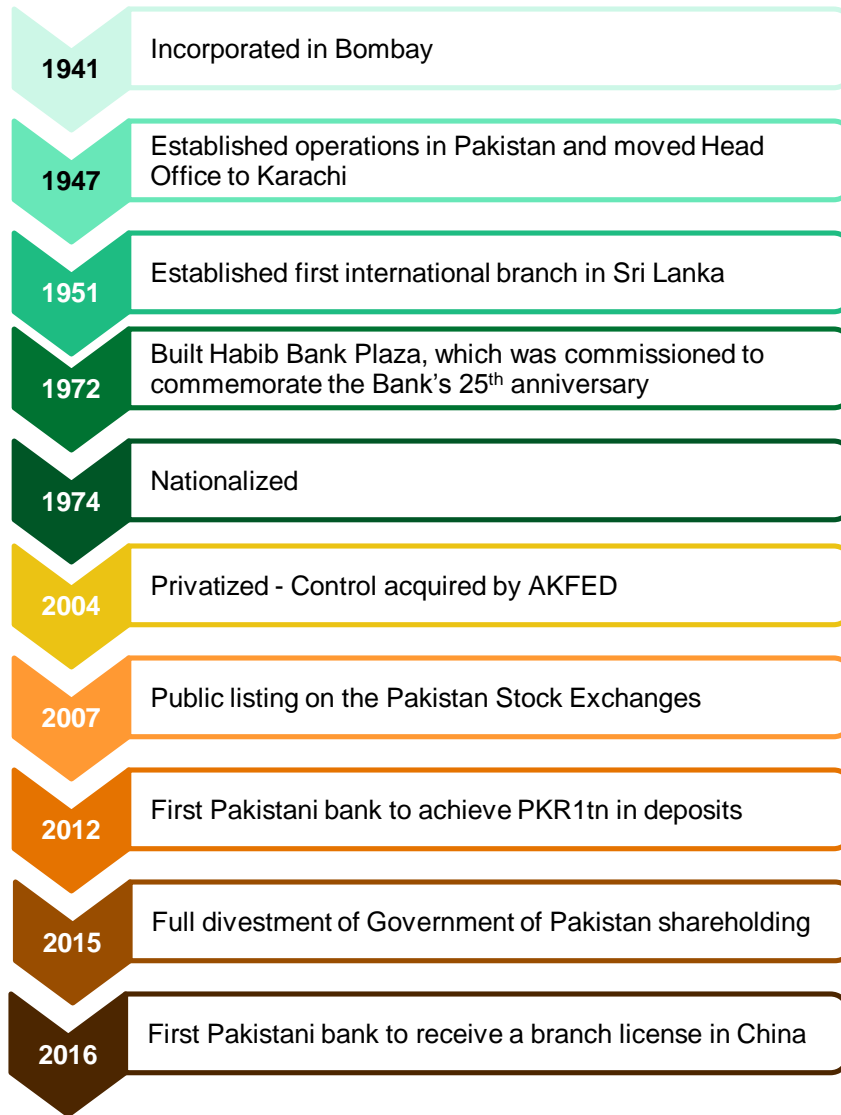 1941
Incorporated in Bombay
1947
Established operations in Pakistan and moved Head
Office to Karachi
1951
Established first international branch in Sri Lanka
1972
Built Habib Bank Plaza, which was commissioned to
commemorate the Bank’s 25th anniversary
1974
Nationalized
2004
Privatized - Control acquired by AKFED
2007
Public listing on the Pakistan Stock Exchanges
2012
First Pakistani bank to achieve PKR1tn in deposits
2015
Full divestment of Government of Pakistan shareholding
2016
First Pakistani bank to receive a branch license in China